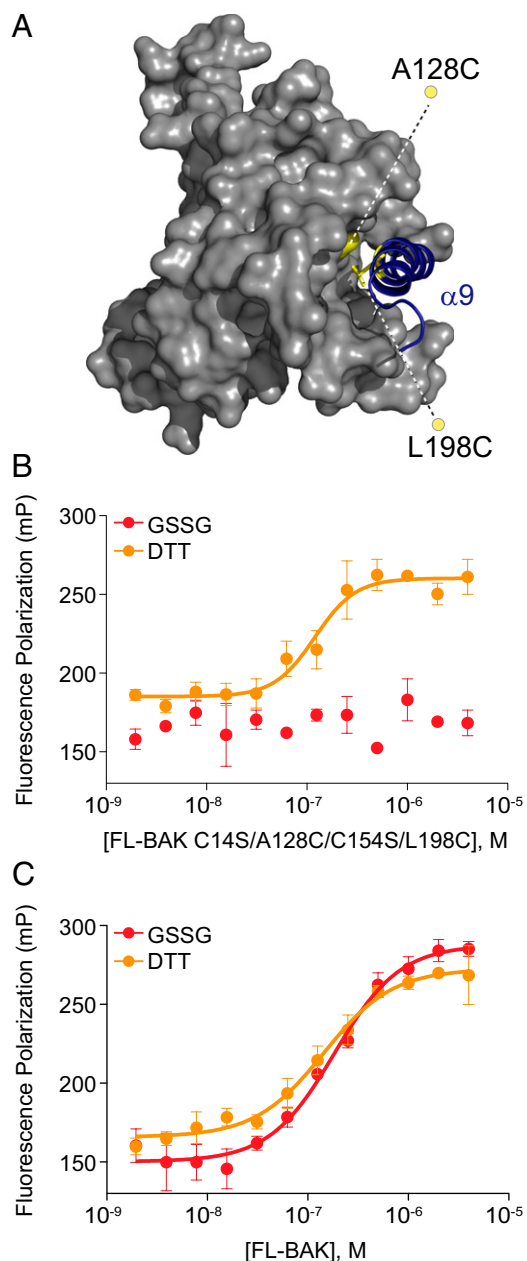 A
A128C
α9
L198C
B
Fluorescence Polarization (mP)
300
250
200
150
GSSG
DTT
10-9
10-8
10-7
10-6
10-5
[FL-BAK C14S/A128C/C154S/L198C], M
C
Fluorescence Polarization (mP)
300
250
200
150
GSSG
DTT
10-9
10-8
10-7
10-6
10-5
[FL-BAK], M